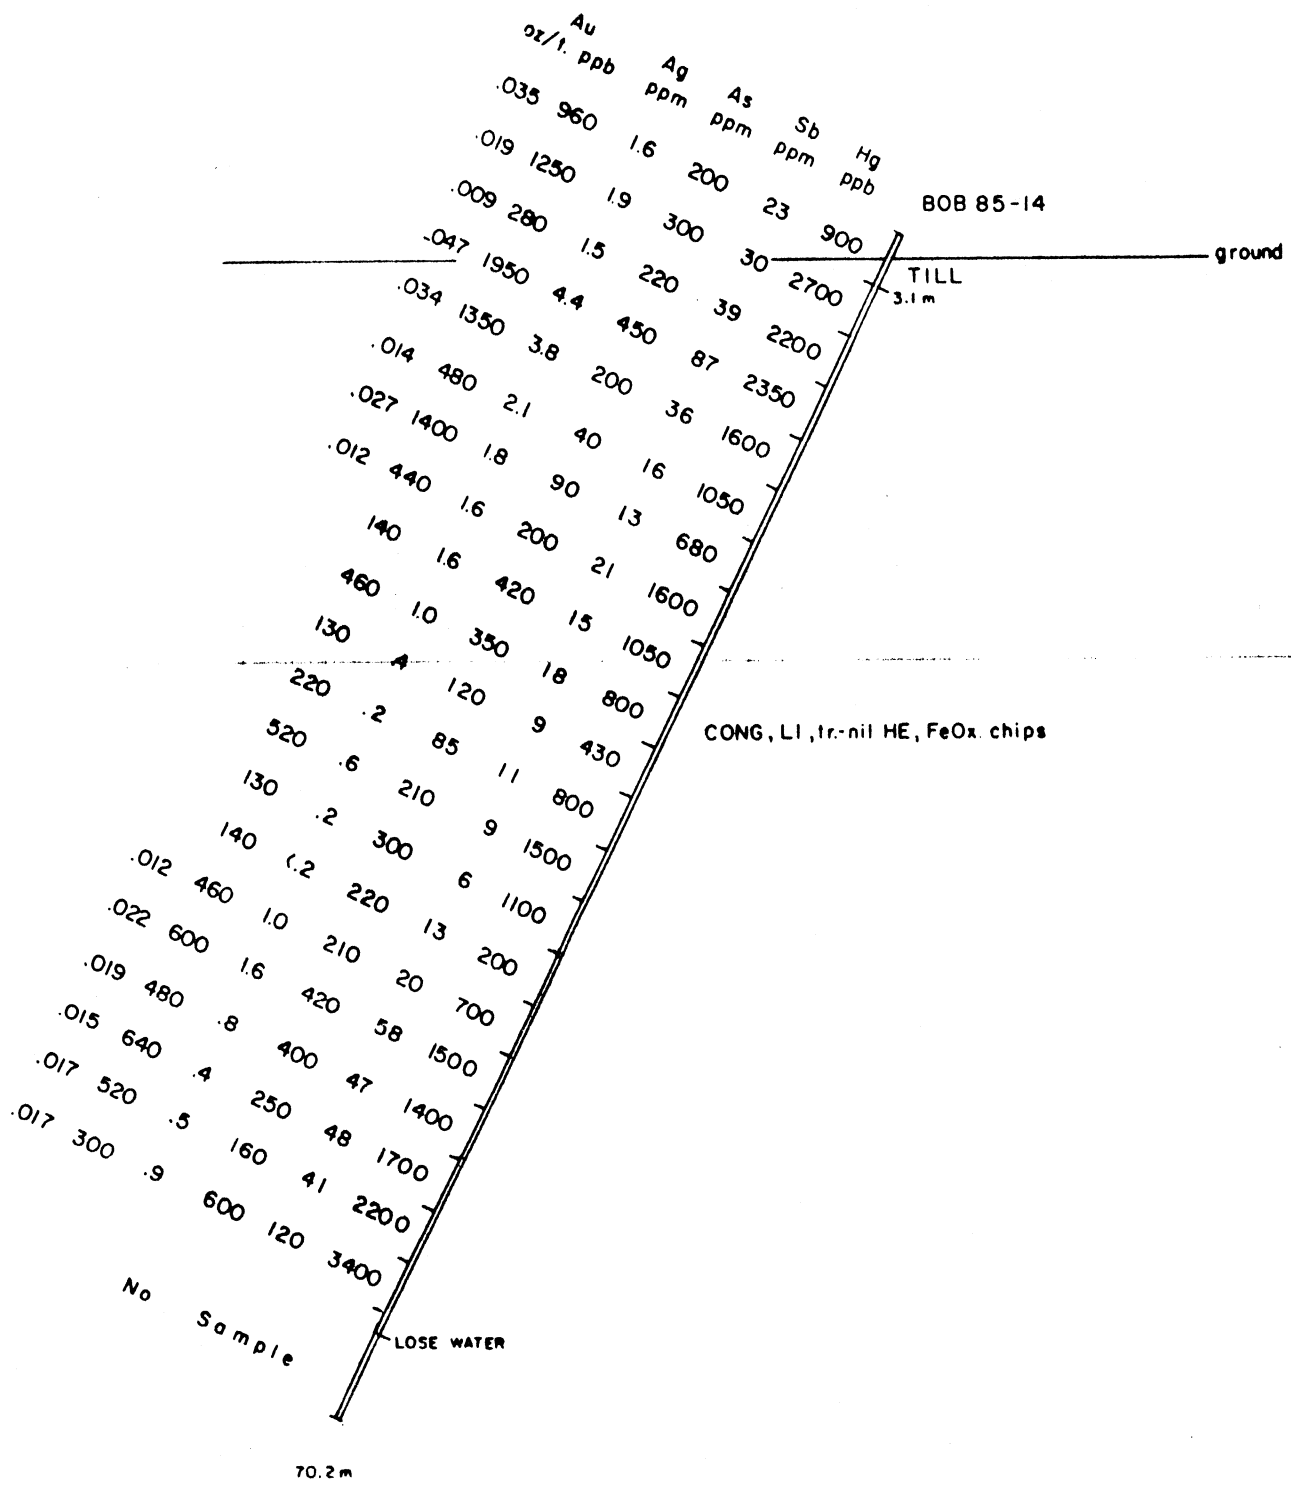 Au Ag As Sb Hg
oz/t. ppb ppm ppm ppm ppb
.035 960 1.6 200 23 900
.019 1250 1.9 300 30 2700
.009 280 1.5 220 39 2200
.047 1950 4.4 450 87 2350
.034 1350 3.8 200 36 1600
.014 480 2.1 40 16 1050
.027 1400 1.8 90 13 680
.012 440 1.6 200 21 1600
140 1.6 420 15 1050
460 1.0 350 18 800
130 .4 120 9 430
220 .2 85 11 800
520 .6 210 9 1500
130 .2 300 6 1100
140 <.2 220 13 200
.012 460 1.0 210 20 700
.022 600 1.6 420 58 1500
.019 480 .8 400 47 1400
.015 640 .4 250 48 1700
.017 520 .5 160 41 2200
.017 300 .9 600 120 3400
No Sample
BOB 85-14
ground
TILL
3.1 m
CONG, LI, tr.-nil HE, FeOx. chips
LOSE WATER
70.2 m